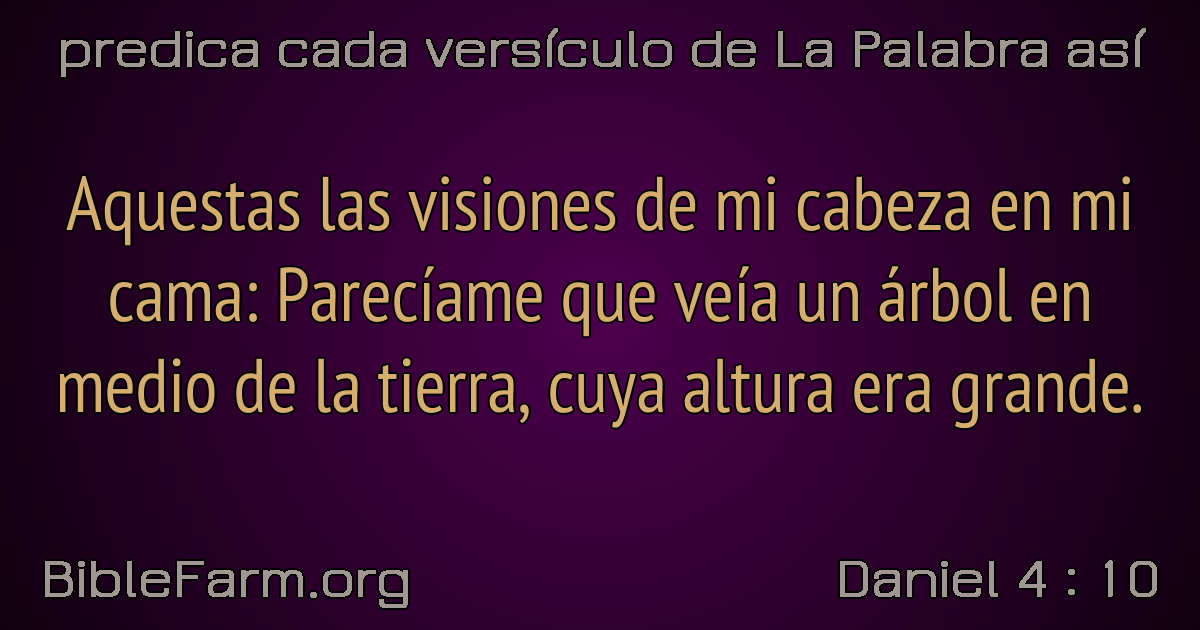 predica cada versículo de La Palabra así
Aquestas las visiones de mi cabeza en mi
cama: Parecíame que veía un árbol en
medio de la tierra, cuya altura era grande.
BibleFarm.org
Daniel 4 : 10